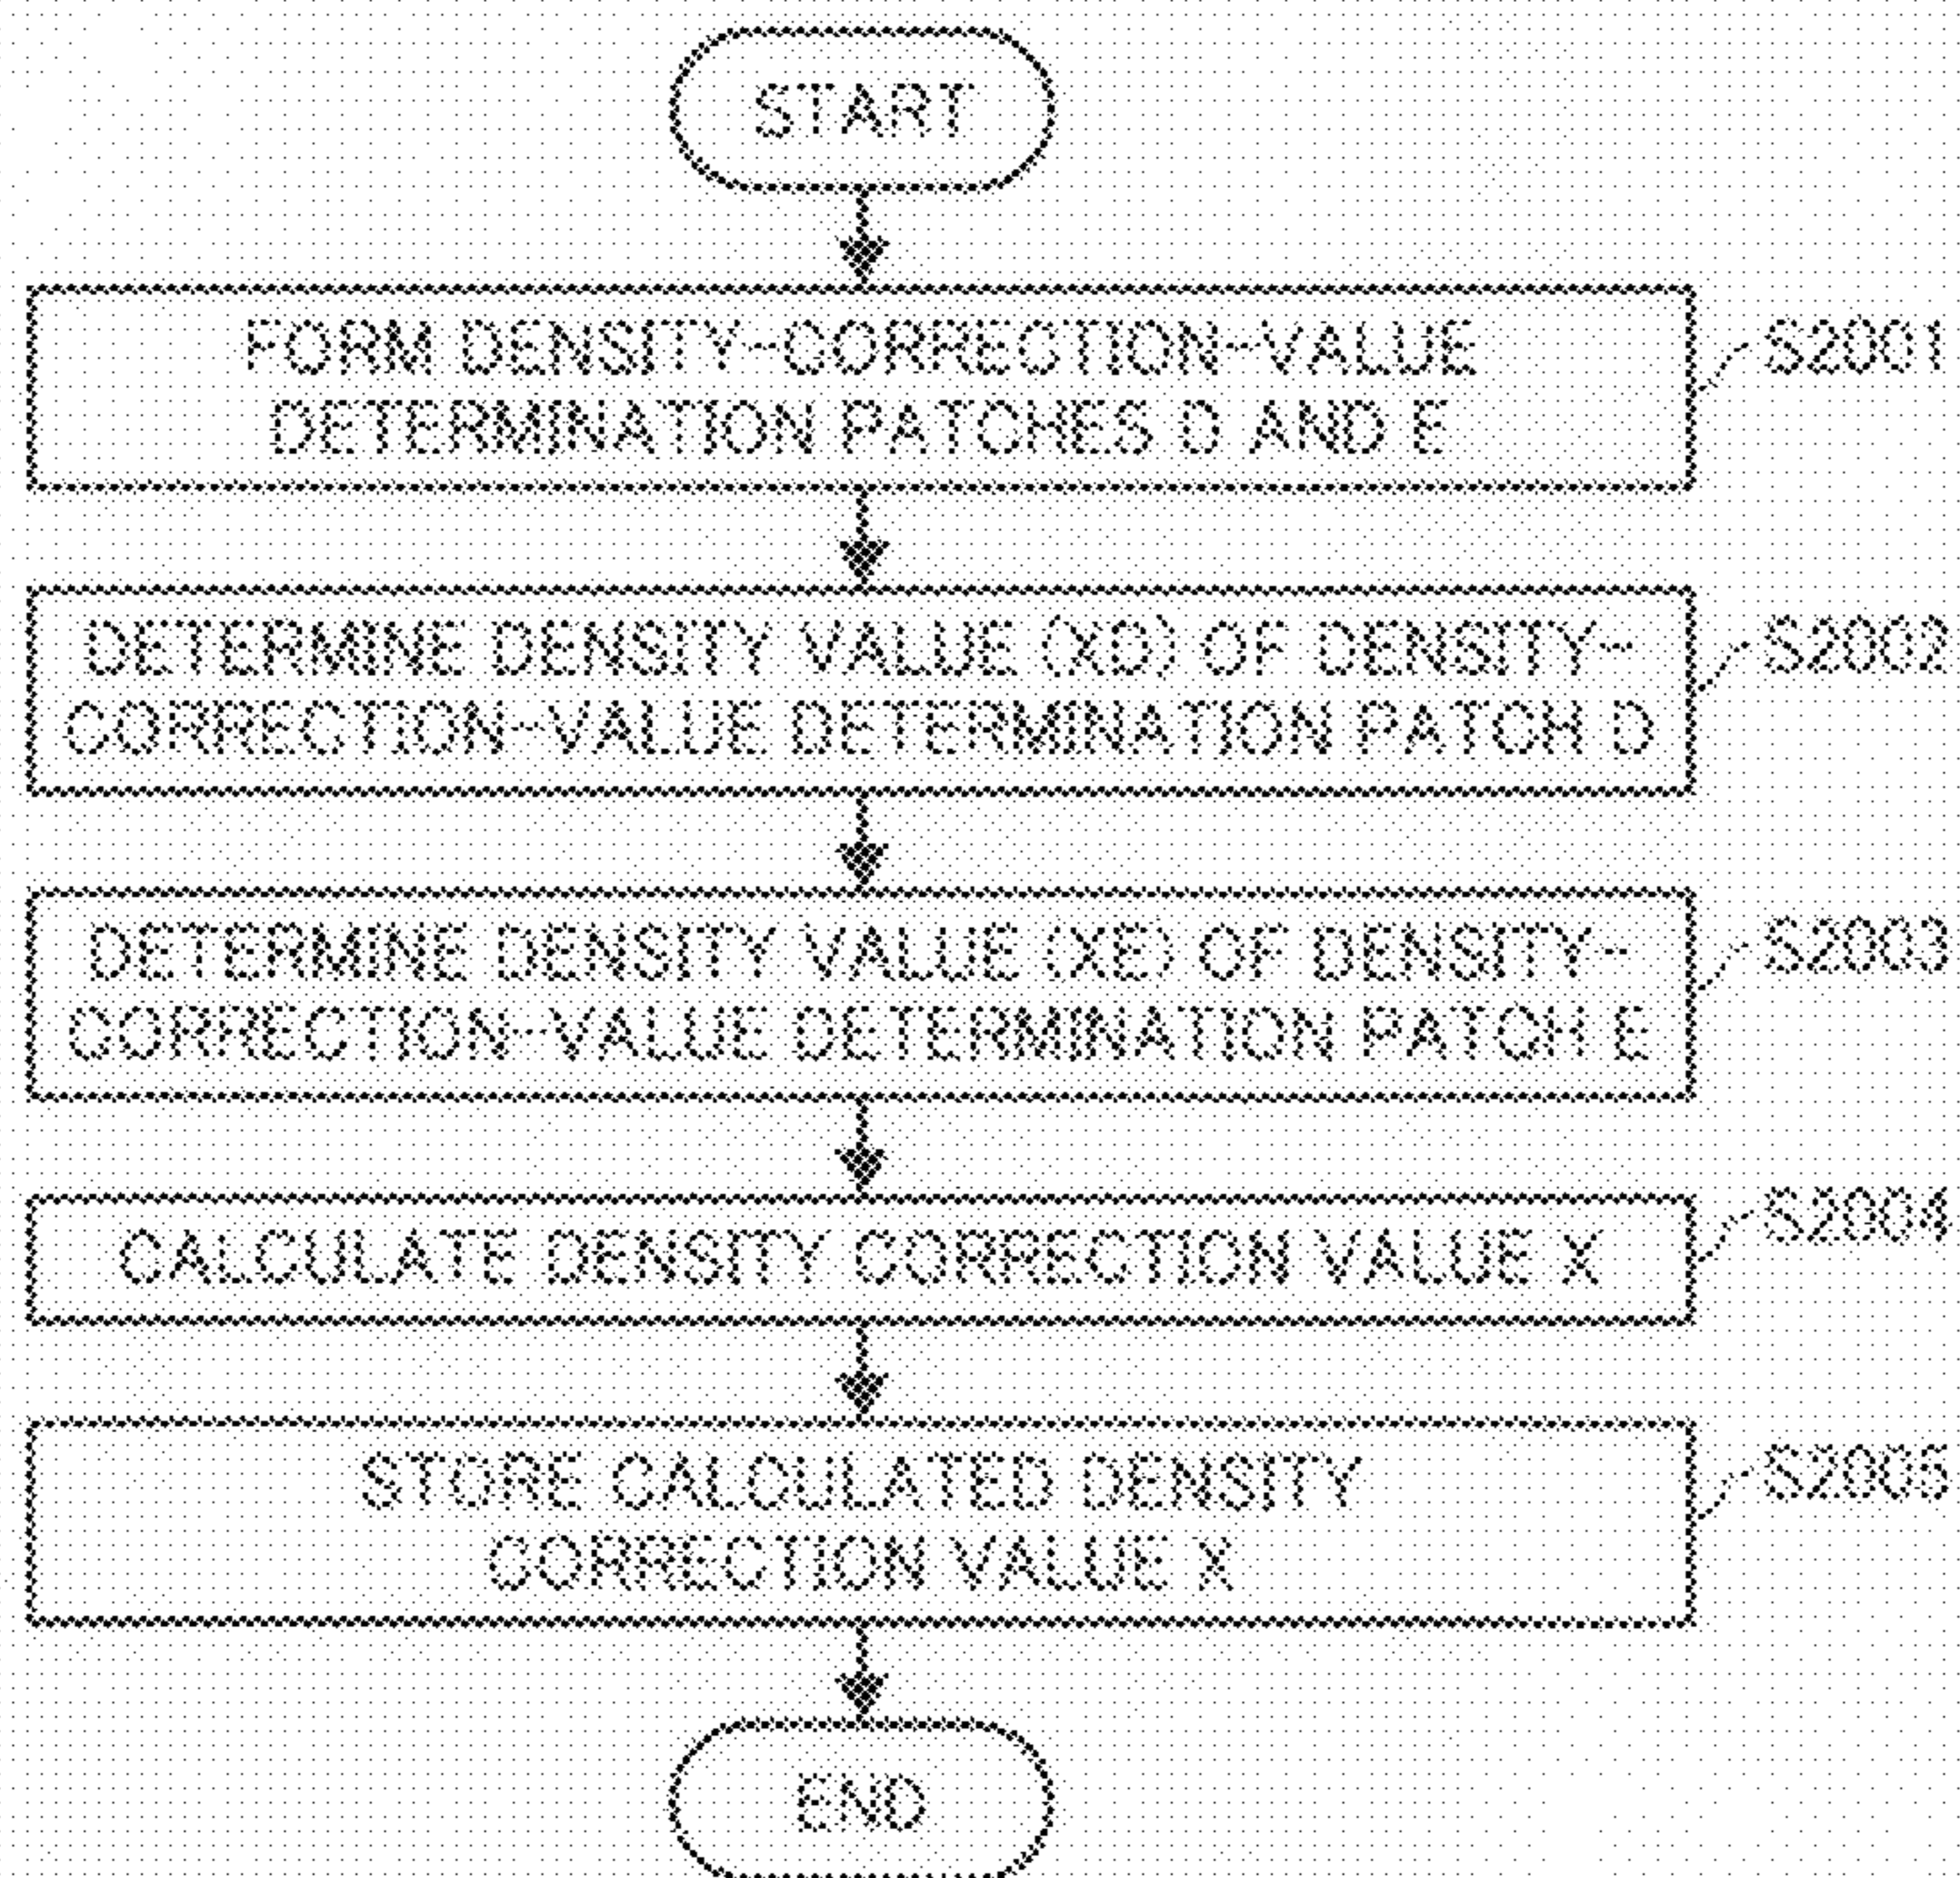 START
FORM DENSITY-CORRECTION-VALUE
DETERMINATION PATCHES D AND E
S2001
DETERMINE DENSITY VALUE (XD) OF DENSITY-
CORRECTION-VALUE DETERMINATION PATCH D
S2002
DETERMINE DENSITY VALUE (XE) OF DENSITY-
CORRECTION-VALUE DETERMINATION PATCH E
S2003
CALCULATE DENSITY CORRECTION VALUE X
S2004
STORE CALCULATED DENSITY
CORRECTION VALUE X
S2005
END